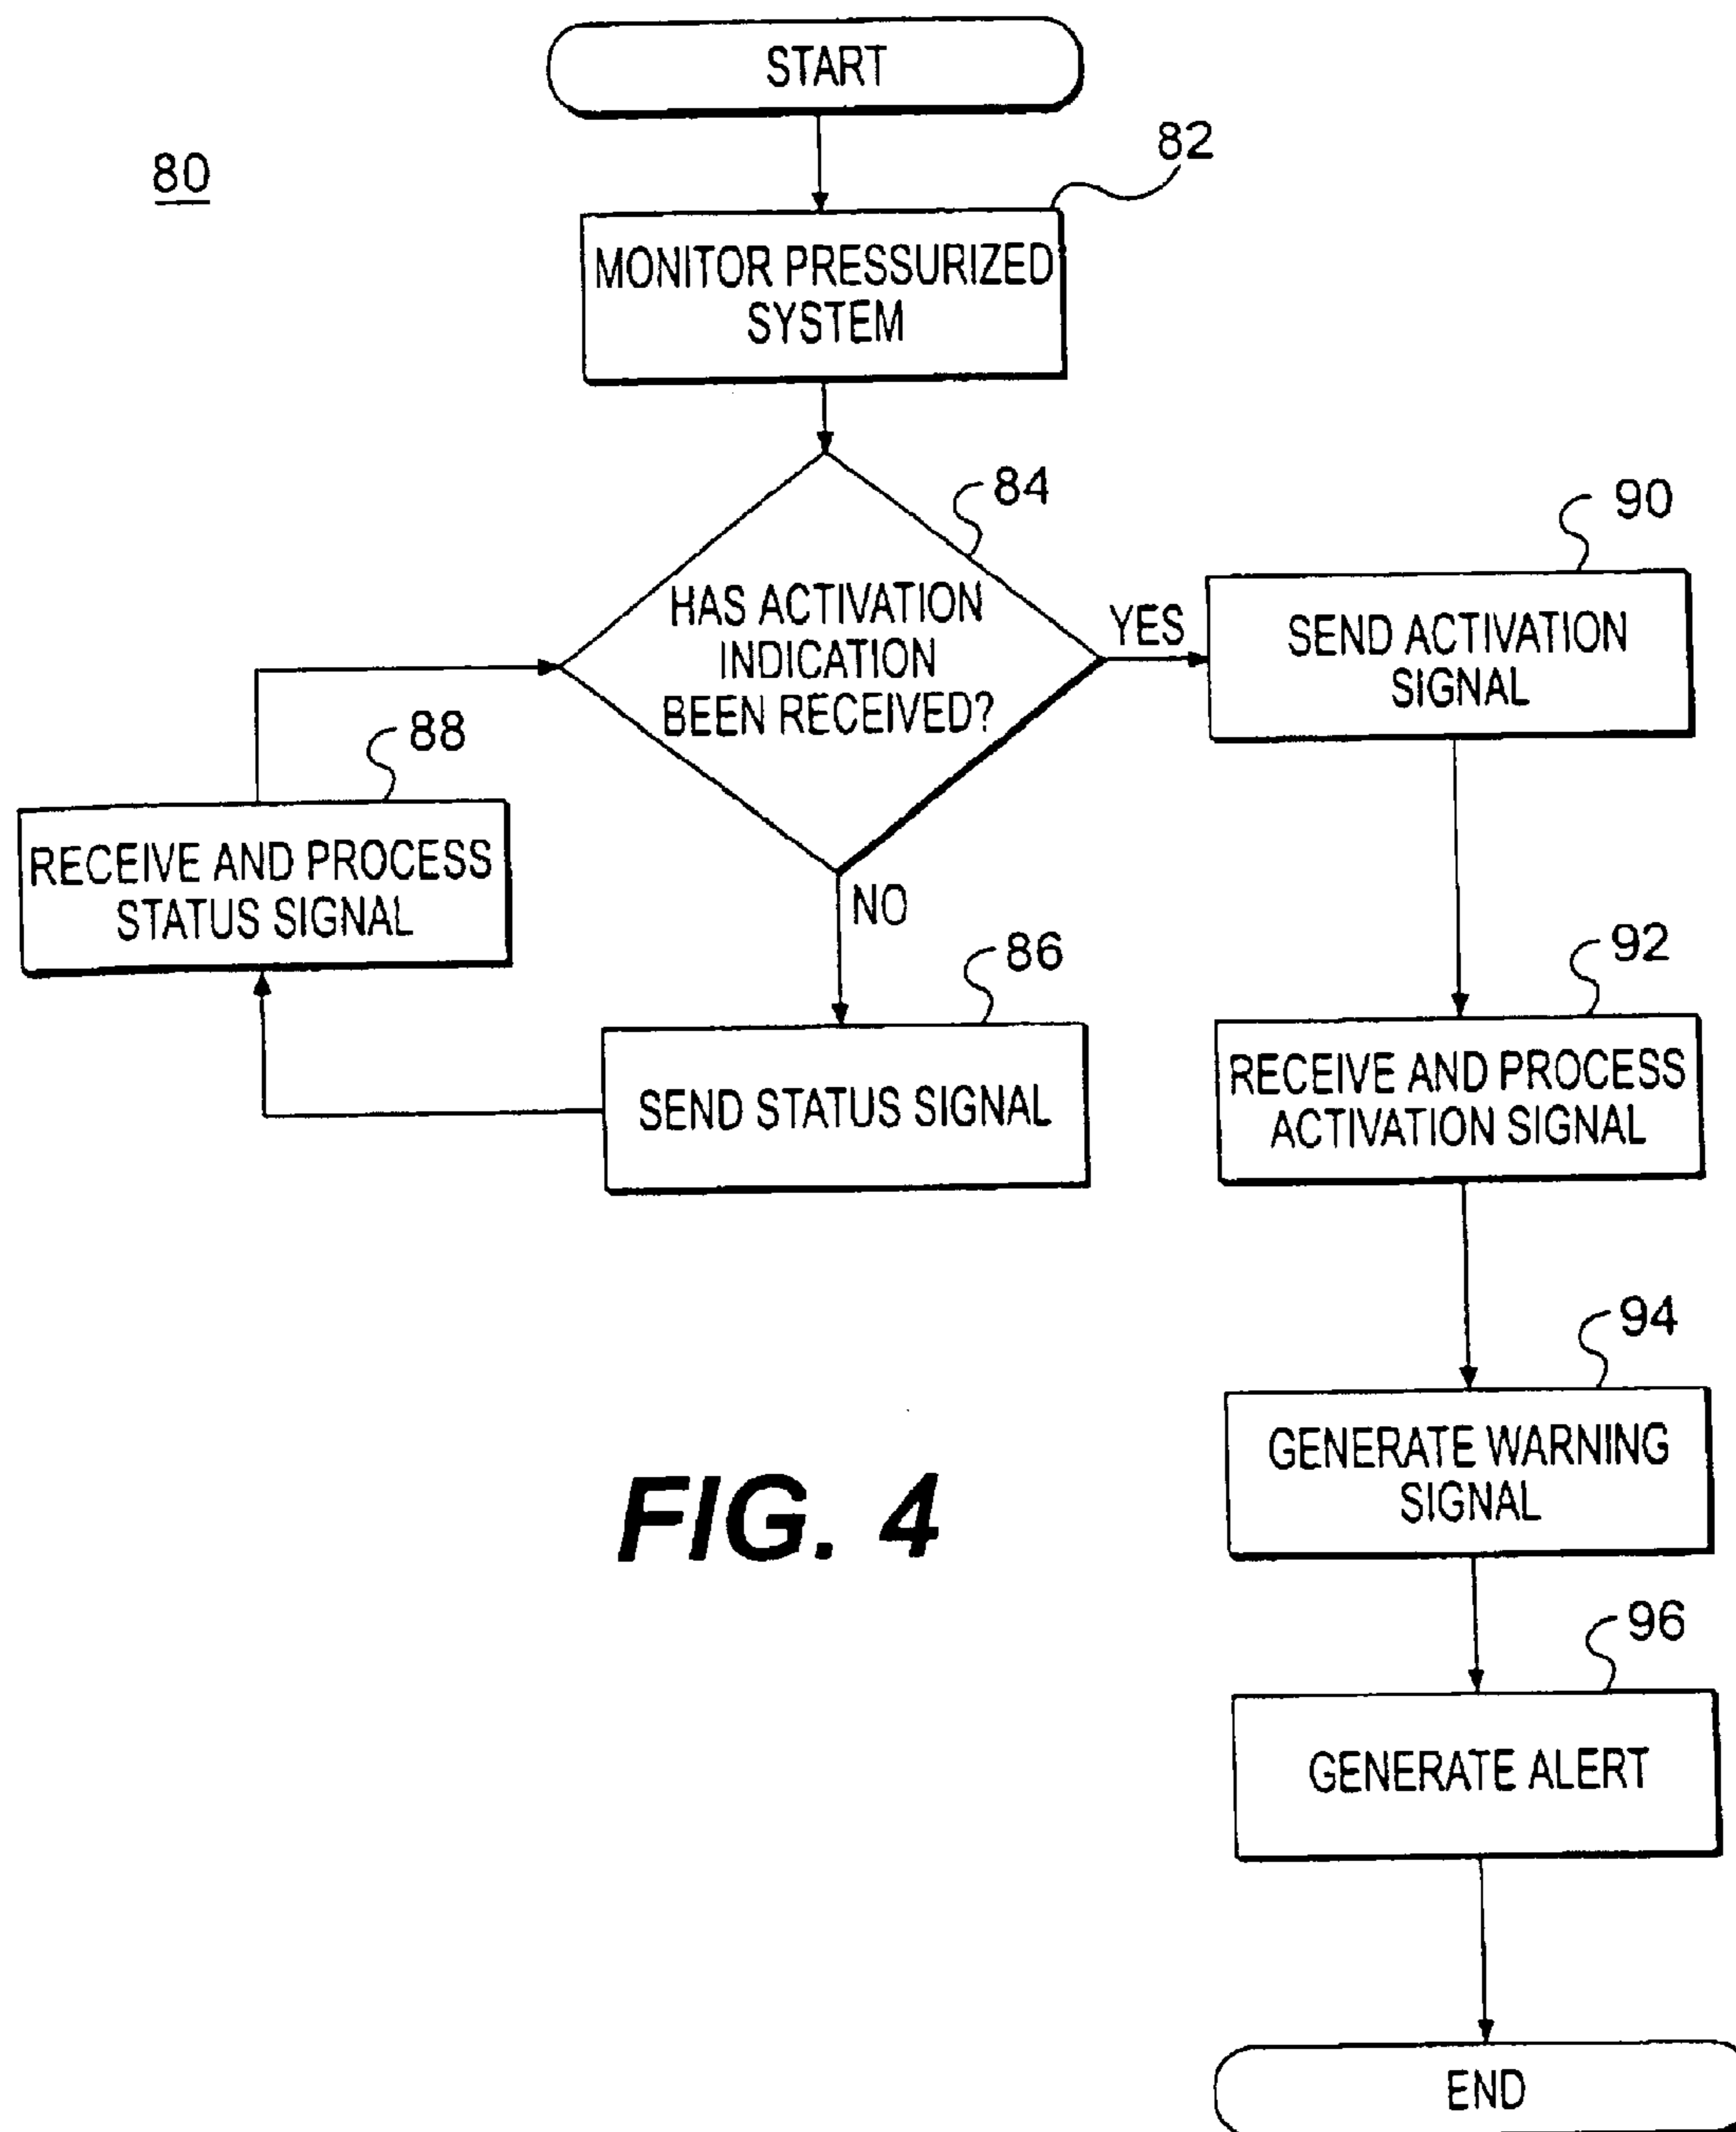 START
80
82
MONITOR PRESSURIZED
SYSTEM
84
HAS ACTIVATION
INDICATION
BEEN RECEIVED?
YES
90
SEND ACTIVATION
SIGNAL
88
RECEIVE AND PROCESS
STATUS SIGNAL
NO
86
SEND STATUS SIGNAL
92
RECEIVE AND PROCESS
ACTIVATION SIGNAL
94
GENERATE WARNING
SIGNAL
FIG. 4
96
GENERATE ALERT
END